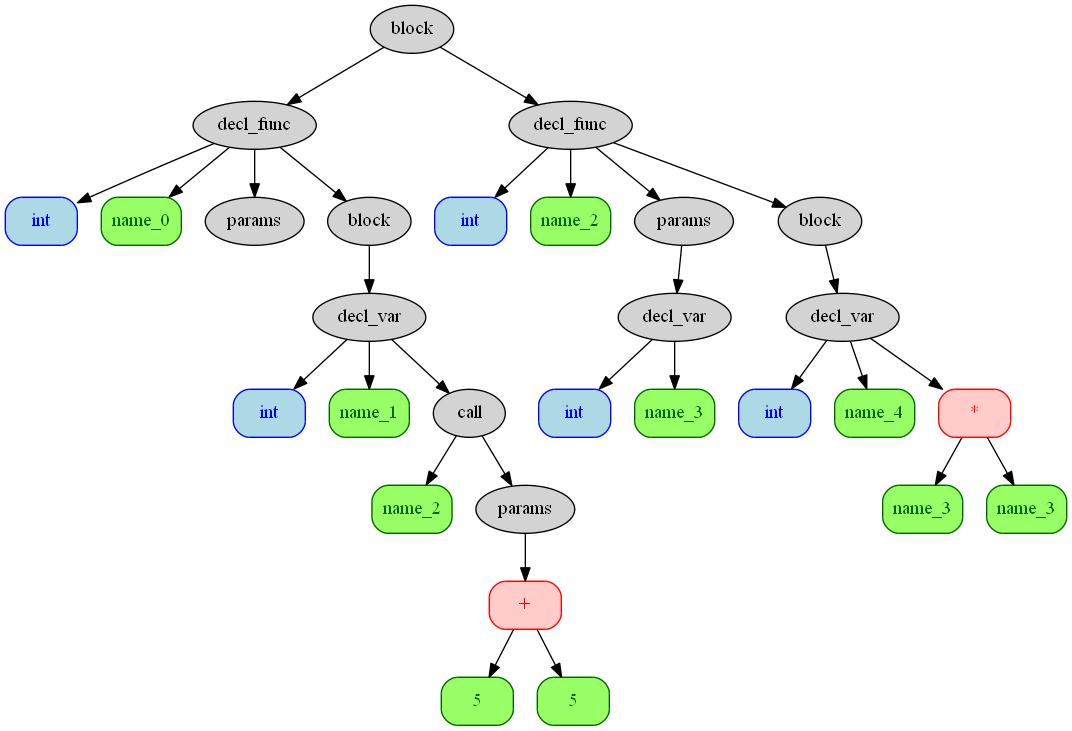 block
decl_func
decl_func
int
name_0
params
block
int
name_2
params
block
decl_var
decl_var
decl_var
int
name_1
call
int
name_3
int
name_4
*
name_2
params
name_3
name_3
+
5
5